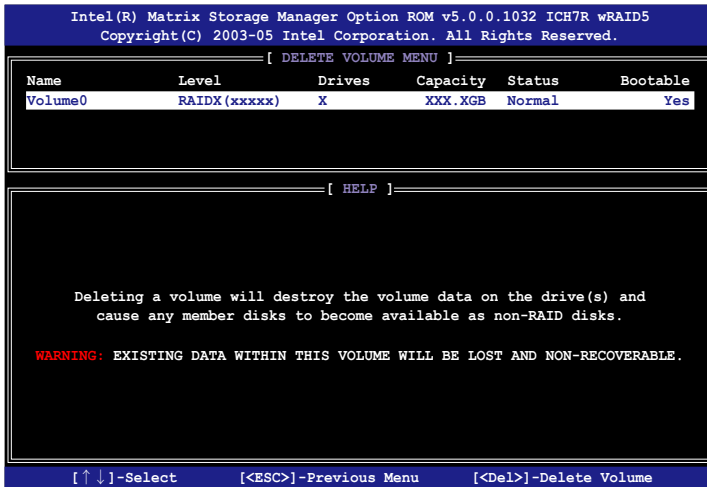 Intel(R) Matrix Storage Manager Option ROM v5.0.0.1032 ICH7R wRAID5
Copyright(C) 2003-05 Intel Corporation. All Rights Reserved.
[ DELETE VOLUME MENU ]
Name Level Drives Capacity Status Bootable
Volume0 RAIDX(xxxxx) X XXX.XGB Normal Yes
[ HELP ]
Deleting a volume will destroy the volume data on the drive(s) and
cause any member disks to become available as non-RAID disks.
WARNING: EXISTING DATA WITHIN THIS VOLUME WILL BE LOST AND NON-RECOVERABLE.
[↑↓]-Select [<ESC>]-Previous Menu [<Del>]-Delete Volume